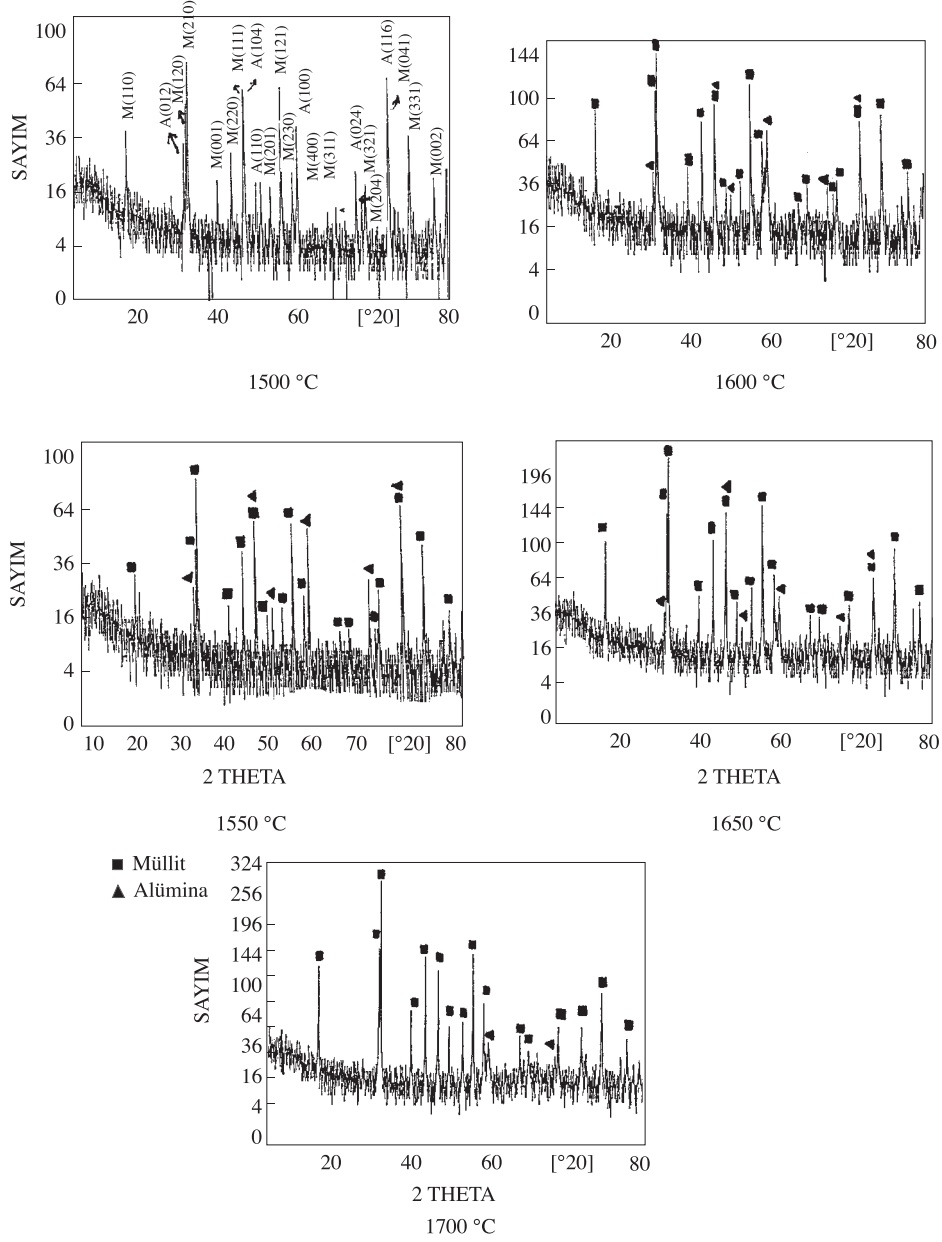 SAYIM
100
64
36
16
4
0
M(110)
A(012)
M(120)
M(210)
M(001)
M(220)
M(111)
A(104)
A(110)
M(201)
M(121)
M(230)
A(100)
M(400)
M(311)
A(024)
M(321)
M(204)
A(116)
M(041)
M(331)
M(002)
20 40 60 [°20] 80
1500 °C
144
100
64
36
16
4
0
20 40 60 [°20] 80
1600 °C
SAYIM
100
64
36
16
4
0
10 20 30 40 50 60 70 [°20] 80
2 THETA
1550 °C
196
144
100
64
36
16
4
0
20 40 60 [°20] 80
2 THETA
1650 °C
Müllit
Alümina
SAYIM
324
256
196
144
100
64
36
16
4
0
20 40 60 [°20] 80
2 THETA
1700 °C